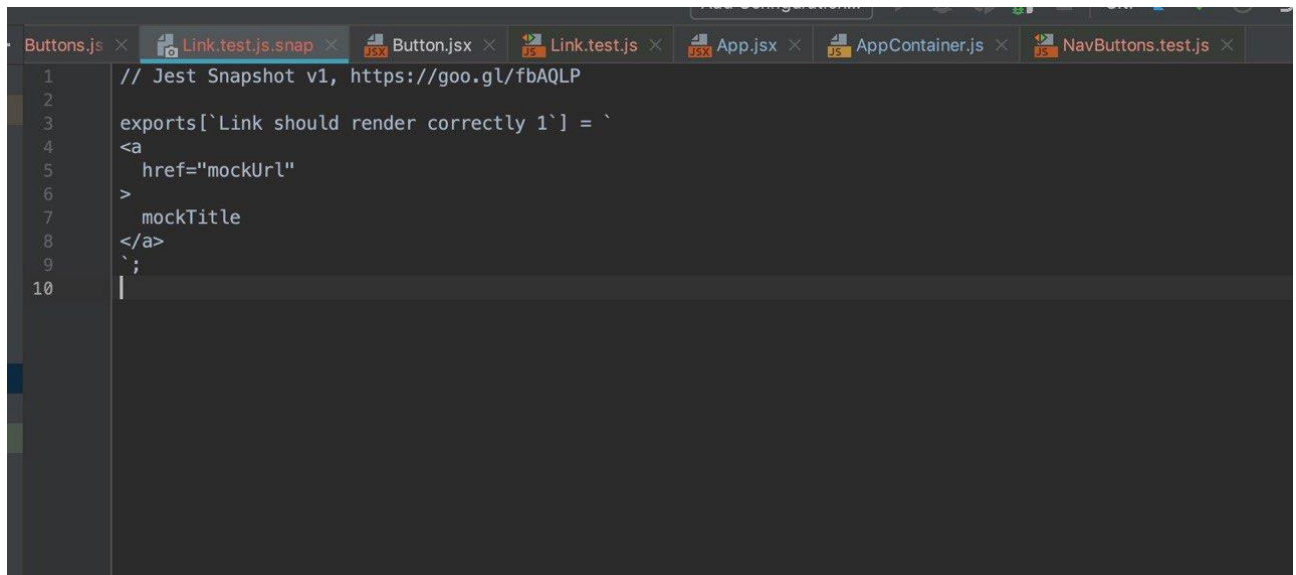 Buttons.js
Link.test.js.snap
Button.jsx
Link.test.js
App.jsx
AppContainer.js
NavButtons.test.js
1 // Jest Snapshot v1, https://goo.gl/fbAQLP
2
3 exports[`Link should render correctly 1`] = `
4 <a
5   href="mockUrl"
6 >
7   mockTitle
8 </a>
9 `;
10